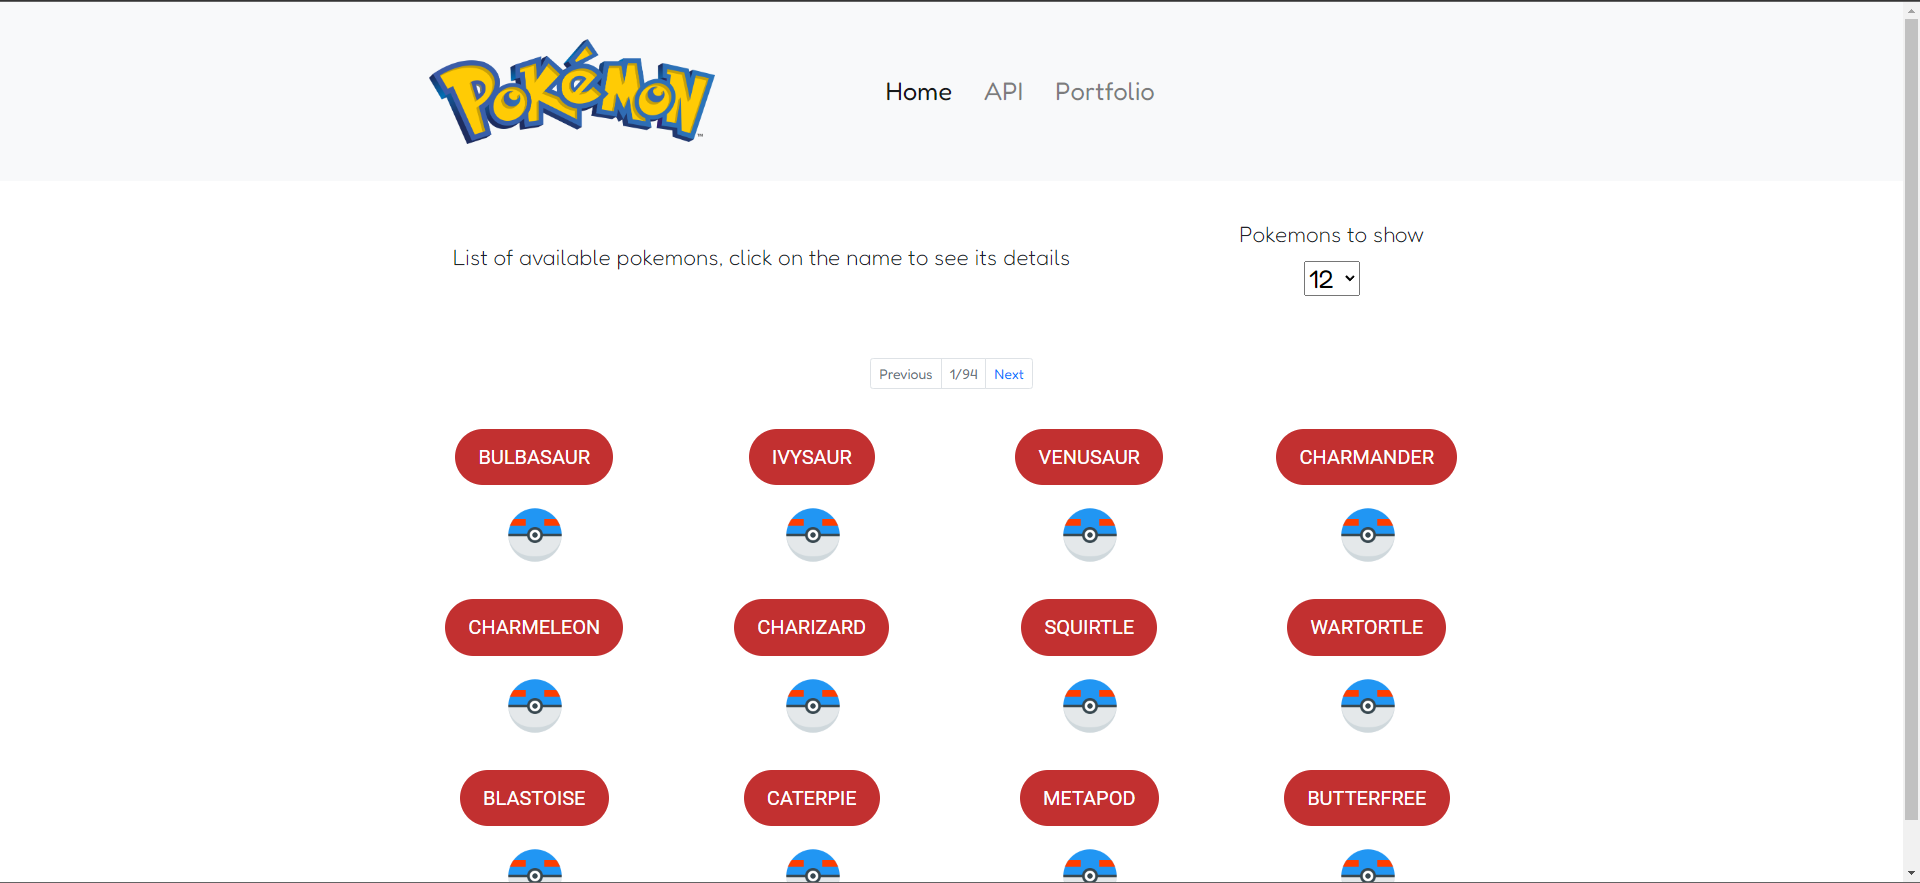 POKéMON
™
Home API Portfolio
Pokemons to show
List of available pokemons, click on the name to see its details
12
Previous 1/94 Next
BULBASAUR IVYSAUR VENUSAUR CHARMANDER
CHARMELEON CHARIZARD SQUIRTLE WARTORTLE
BLASTOISE CATERPIE METAPOD BUTTERFREE